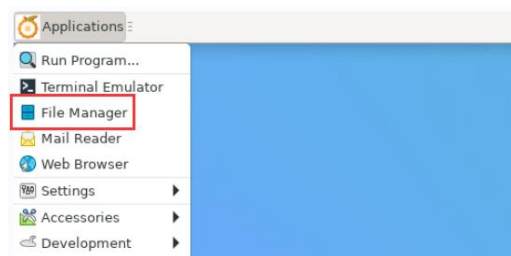 Applications
Run Program...
Terminal Emulator
File Manager
Mail Reader
Web Browser
Settings
Accessories
Development